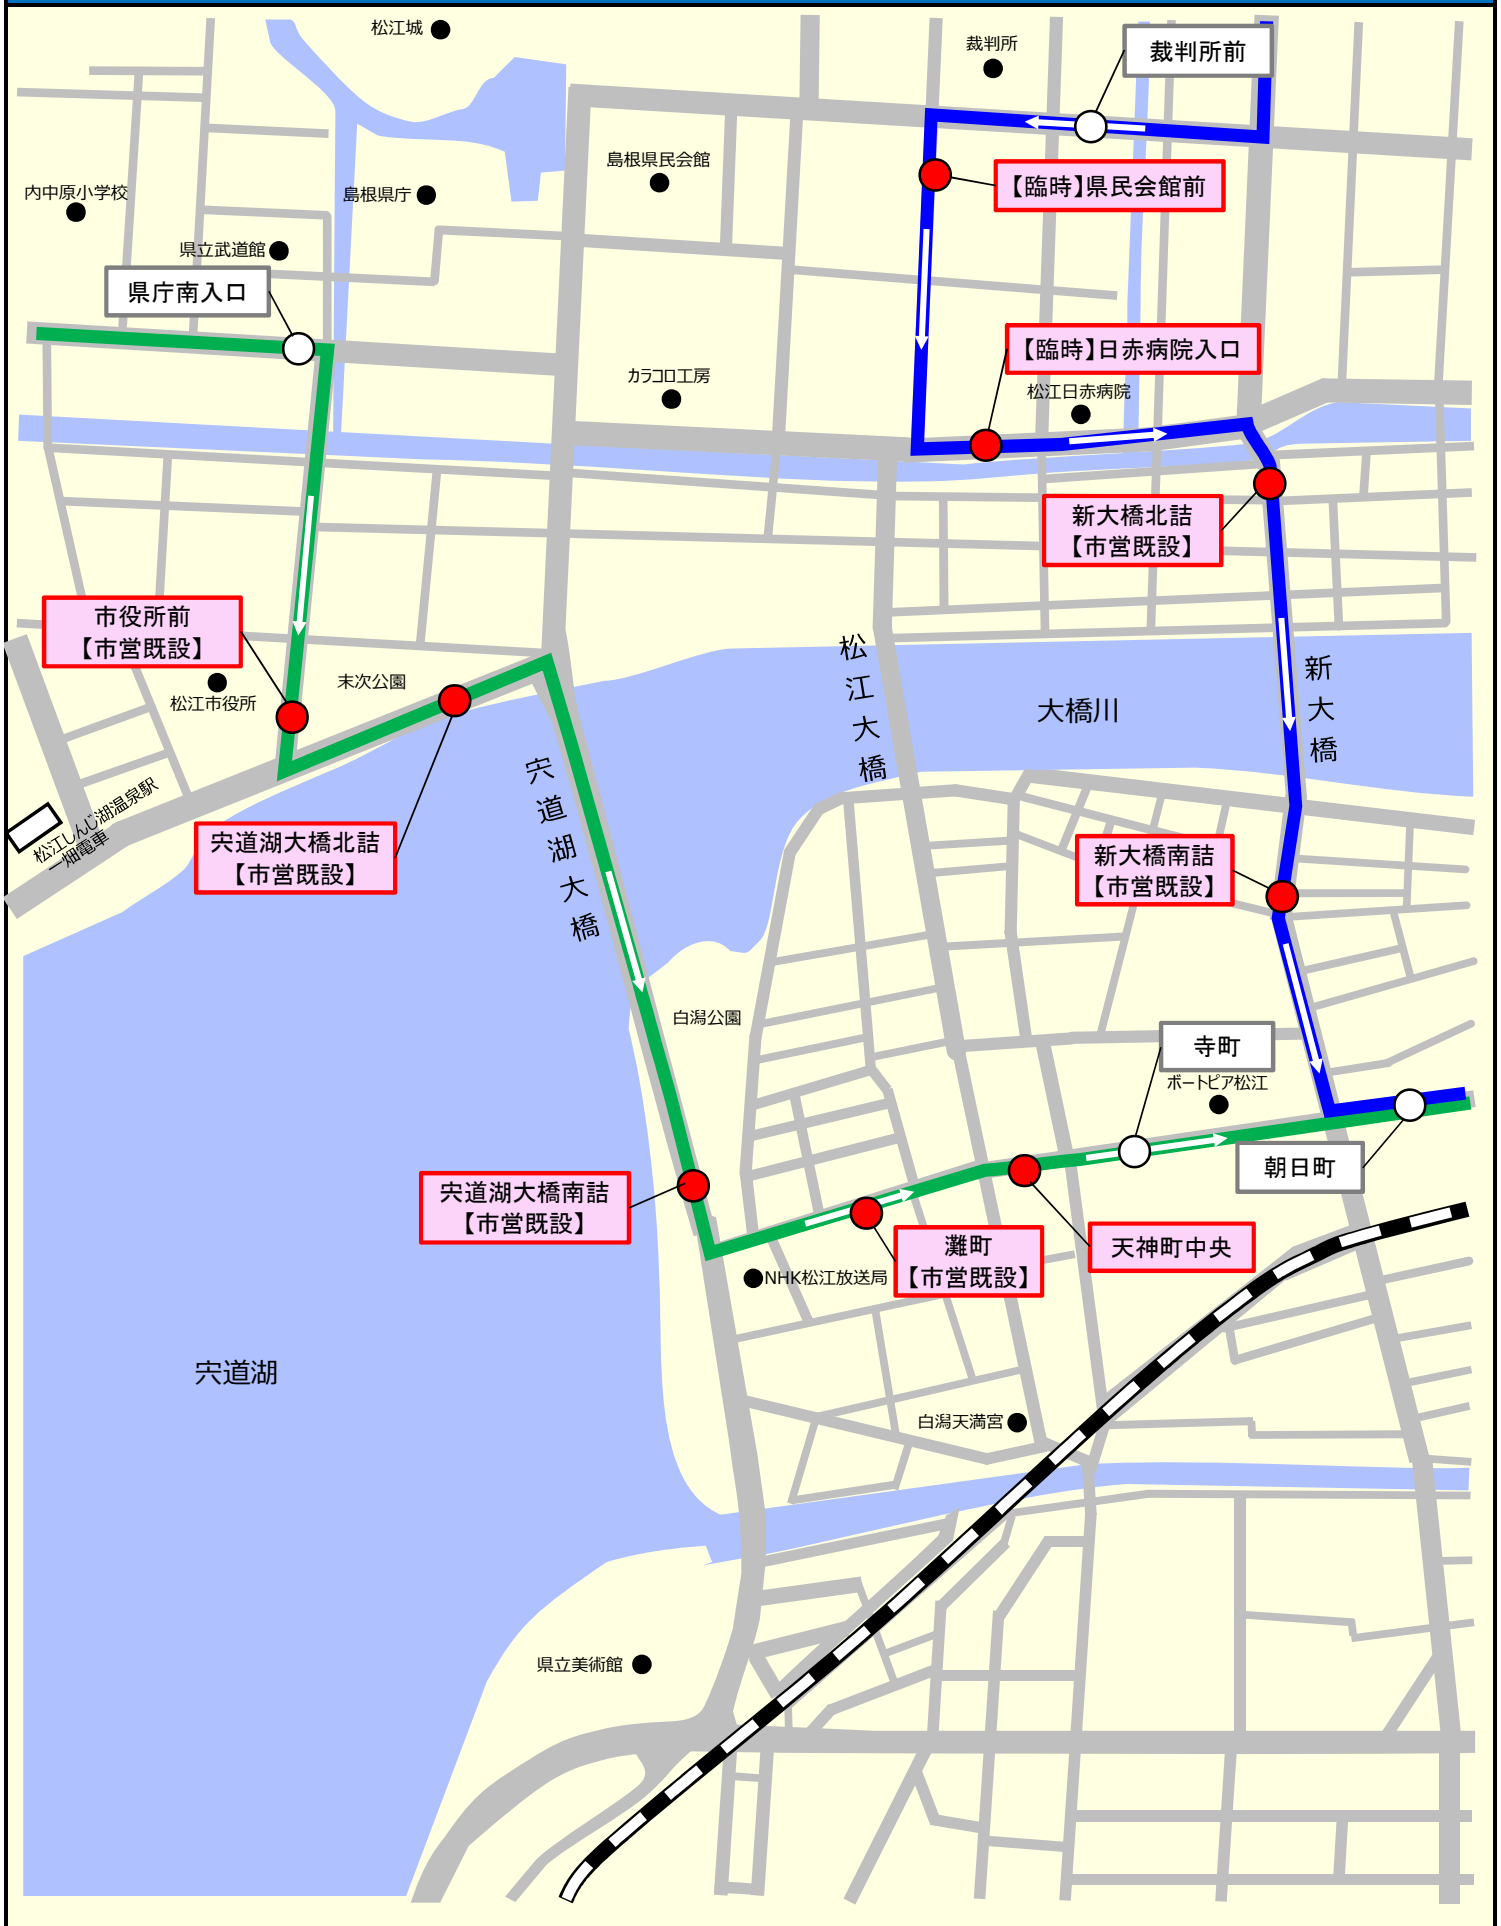 松江城
裁判所
裁判所前
島根県民会館
【臨時】県民会館前
内中原小学校
島根県庁
県立武道館
県庁南入口
【臨時】日赤病院入口
カラコロ工房
松江日赤病院
新大橋北詰
【市営既設】
市役所前
【市営既設】
松江大橋
新大橋
末次公園
松江市役所
大橋川
宍道湖大橋
松江しんじ湖温泉駅
一畑電車
宍道湖大橋北詰
【市営既設】
新大橋南詰
【市営既設】
白潟公園
寺町
ボートピア松江
朝日町
宍道湖大橋南詰
【市営既設】
灘町
【市営既設】
天神町中央
NHK松江放送局
宍道湖
白潟天満宮
県立美術館